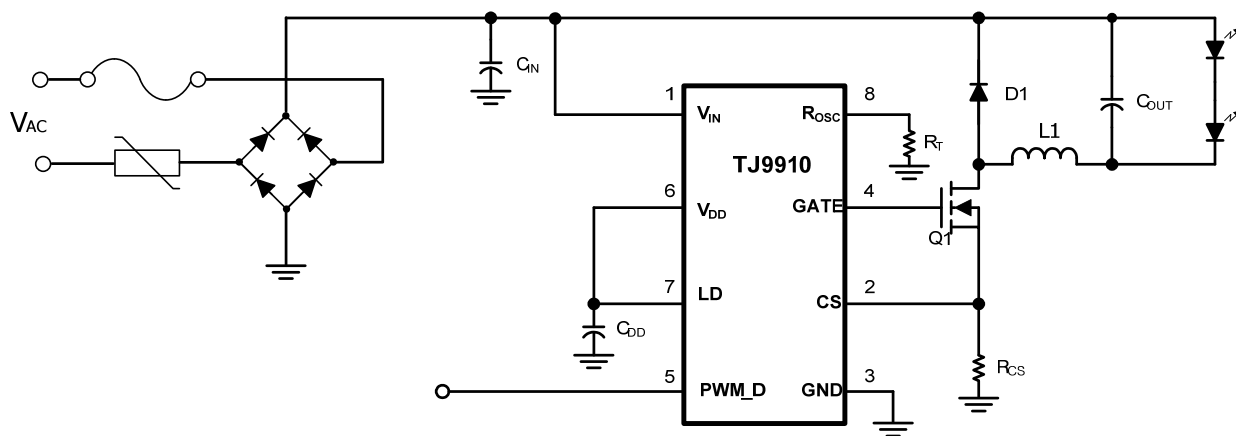 VAC
CIN
TJ9910
1
VIN
6
VDD
7
LD
CDD
5
PWM_D
8
ROSC
RT
4
GATE
Q1
2
CS
RCS
3
GND
D1
L1
COUT